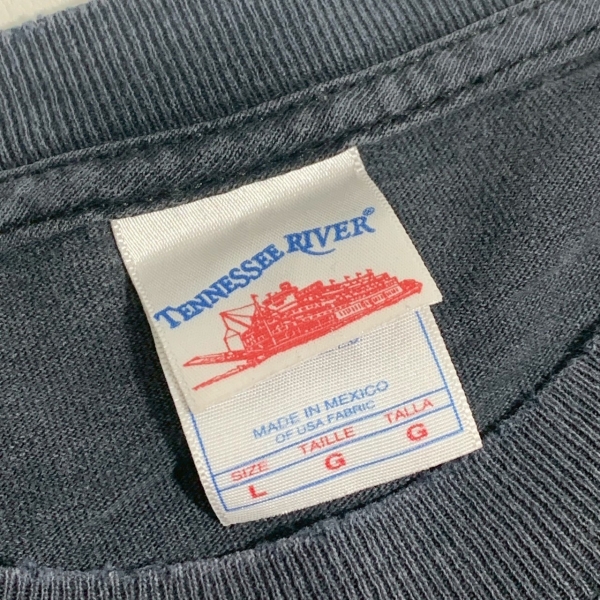 TENNESSEE RIVER®
MADE IN MEXICO
OF USA FABRIC
SIZE TAILLE TALLA
L G G